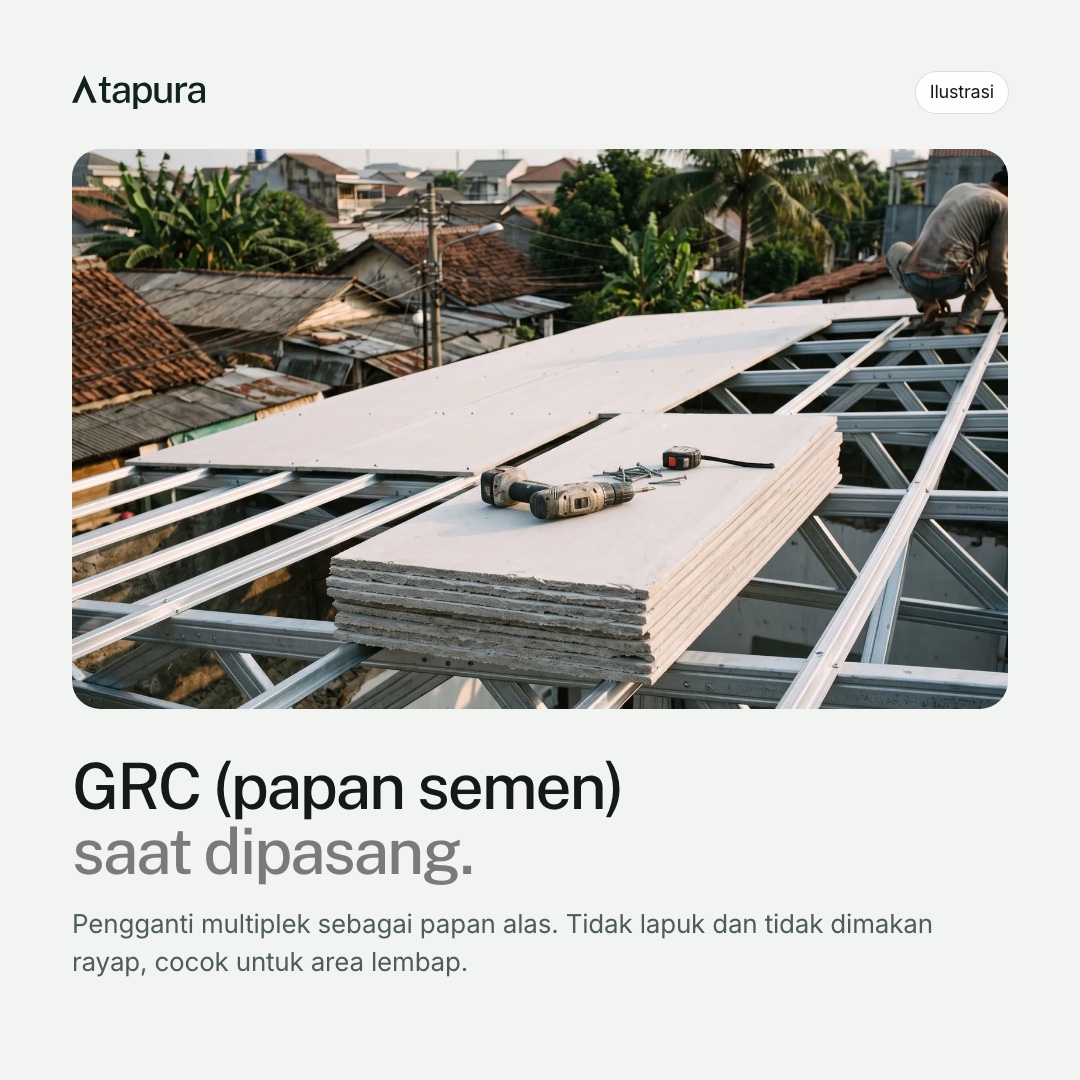 Atapura
Ilustrasi
GRC (papan semen)
saat dipasang.
Pengganti multiplek sebagai papan alas. Tidak lapuk dan tidak dimakan
rayap, cocok untuk area lembap.